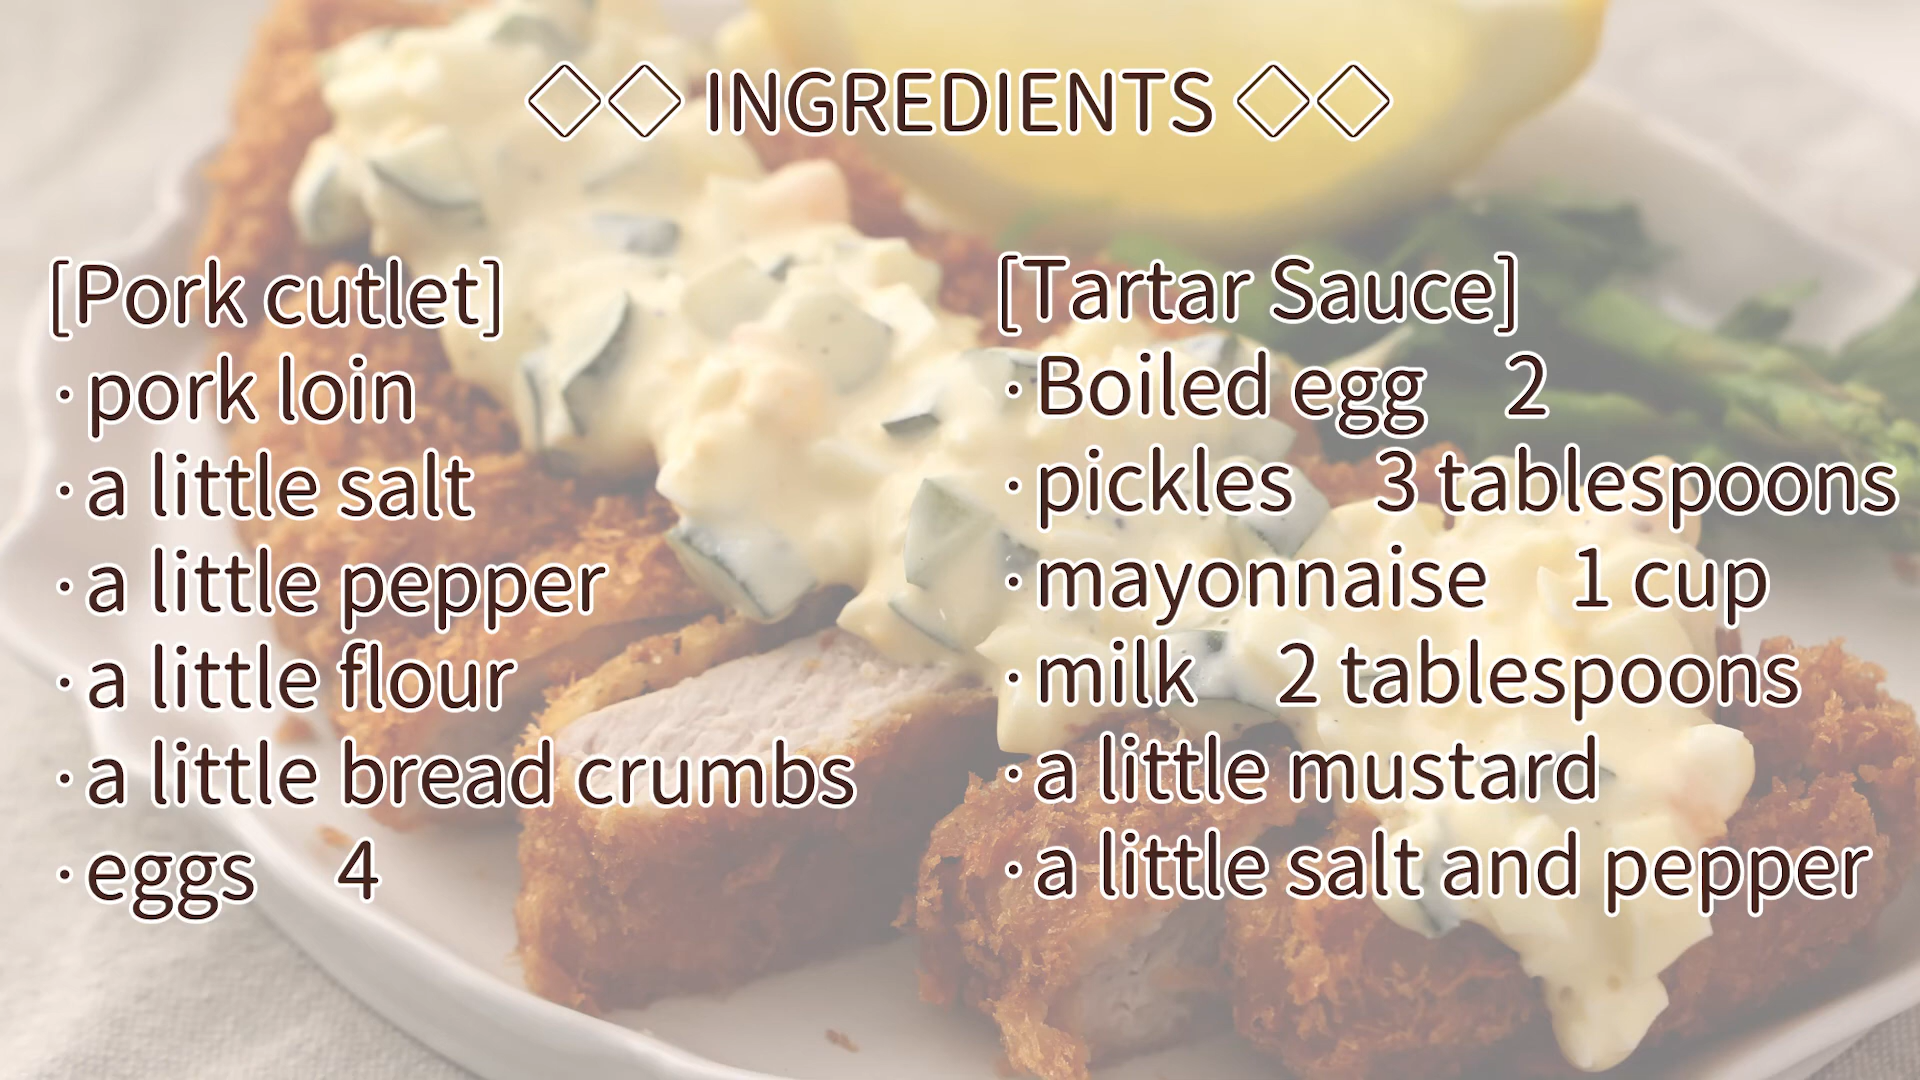 ◇◇ INGREDIENTS ◇◇
[Pork cutlet]
・pork loin
・a little salt
・a little pepper
・a little flour
・a little bread crumbs
・eggs　4
[Tartar Sauce]
・Boiled egg　2
・pickles　3 tablespoons
・mayonnaise　1 cup
・milk　2 tablespoons
・a little mustard
・a little salt and pepper